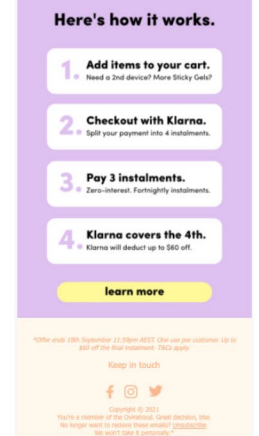 Here's how it works.
1.
Add items to your cart.
Need a 2nd device? More Sticky Gels?
2.
Checkout with Klarna.
Split your payment into 4 instalments.
3.
Pay 3 instalments.
Zero-interest. Fortnightly instalments.
4.
Klarna covers the 4th.
Klarna will deduct up to $60 off.
learn more
*Offer ends 19th September 11:59pm AEST. One use per customer. Up to
$60 off the final instalment. T&Cs apply.
Keep in touch
Copyright © 2021
You're a member of the Ovrational. Great decision, that.
No longer want to receive these emails? Unsubscribe.
We won't take it personally.*